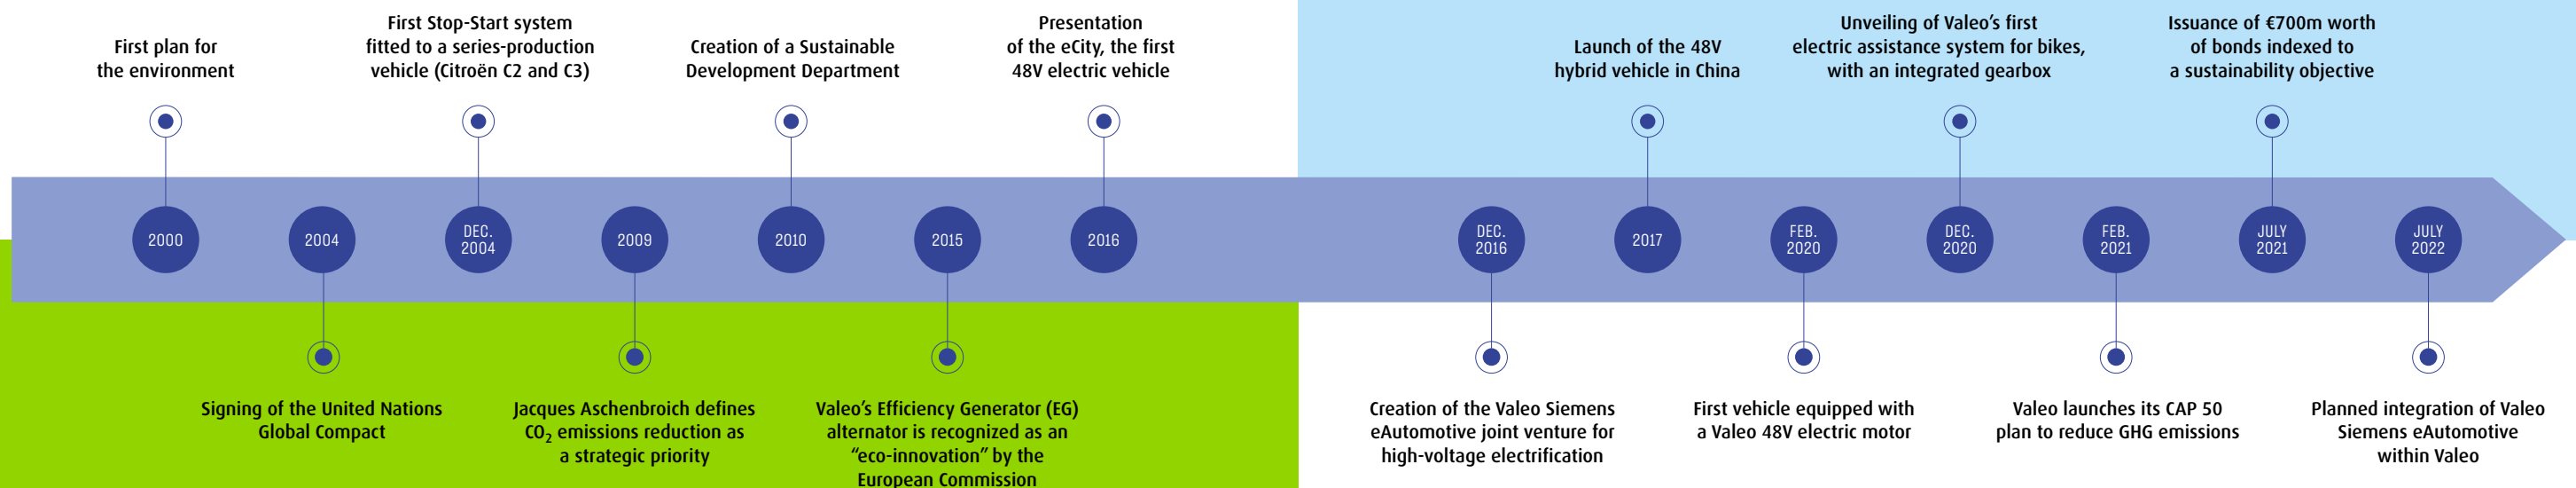 First plan for
the environment
First Stop-Start system
fitted to a series-production
vehicle (Citroën C2 and C3)
Creation of a Sustainable
Development Department
Presentation
of the eCity, the first
48V electric vehicle
Launch of the 48V
hybrid vehicle in China
Unveiling of Valeo’s first
electric assistance system for bikes,
with an integrated gearbox
Issuance of €700m worth
of bonds indexed to
a sustainability objective
2000
2004
DEC.
2004
2009
2010
2015
2016
DEC.
2016
2017
FEB.
2020
DEC.
2020
FEB.
2021
JULY
2021
JULY
2022
Signing of the United Nations
Global Compact
Jacques Aschenbroich defines
CO₂ emissions reduction as
a strategic priority
Valeo’s Efficiency Generator (EG)
alternator is recognized as an
“eco-innovation” by the
European Commission
Creation of the Valeo Siemens
eAutomotive joint venture for
high-voltage electrification
First vehicle equipped with
a Valeo 48V electric motor
Valeo launches its CAP 50
plan to reduce GHG emissions
Planned integration of Valeo
Siemens eAutomotive
within Valeo